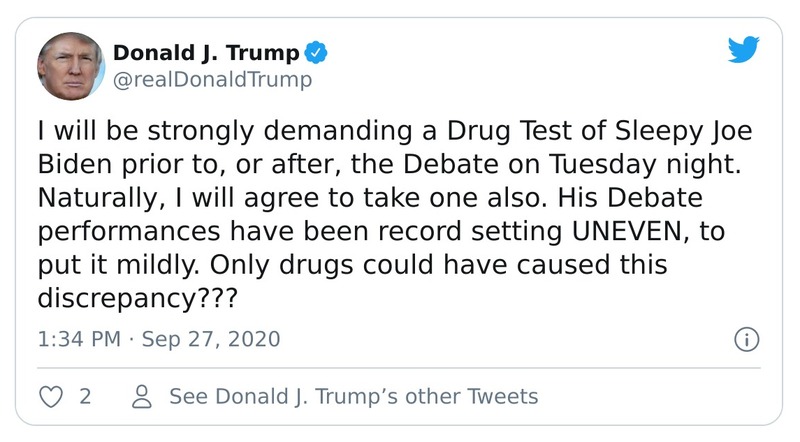 Donald J. Trump
@realDonaldTrump
I will be strongly demanding a Drug Test of Sleepy Joe
Biden prior to, or after, the Debate on Tuesday night.
Naturally, I will agree to take one also. His Debate
performances have been record setting UNEVEN, to
put it mildly. Only drugs could have caused this
discrepancy???
1:34 PM · Sep 27, 2020
2 See Donald J. Trump’s other Tweets